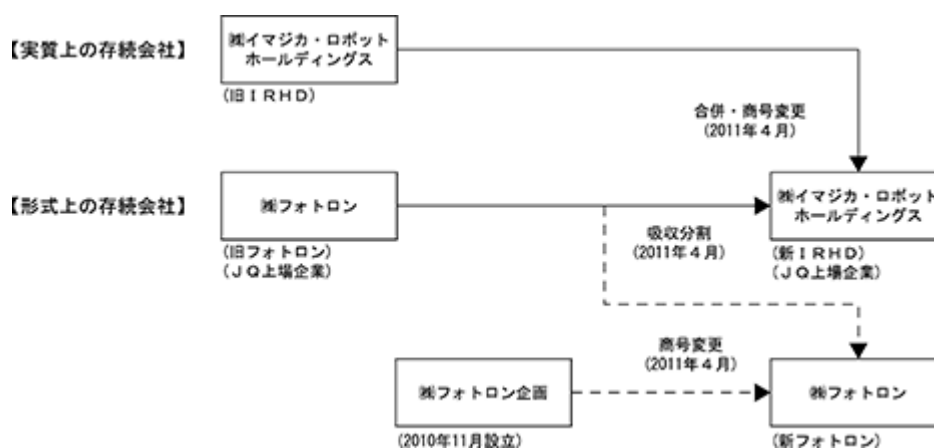 【実質上の存続会社】
㈱イマジカ・ロボット
ホールディングス
(旧ＩＲＨＤ)
合併・商号変更
(2011年４月)
【形式上の存続会社】
㈱フォトロン
(旧フォトロン)
(ＪＱ上場企業)
㈱イマジカ・ロボット
ホールディングス
(新ＩＲＨＤ)
(ＪＱ上場企業)
吸収分割
(2011年４月)
㈱フォトロン企画
(2010年11月設立)
商号変更
(2011年４月)
㈱フォトロン
(新フォトロン)